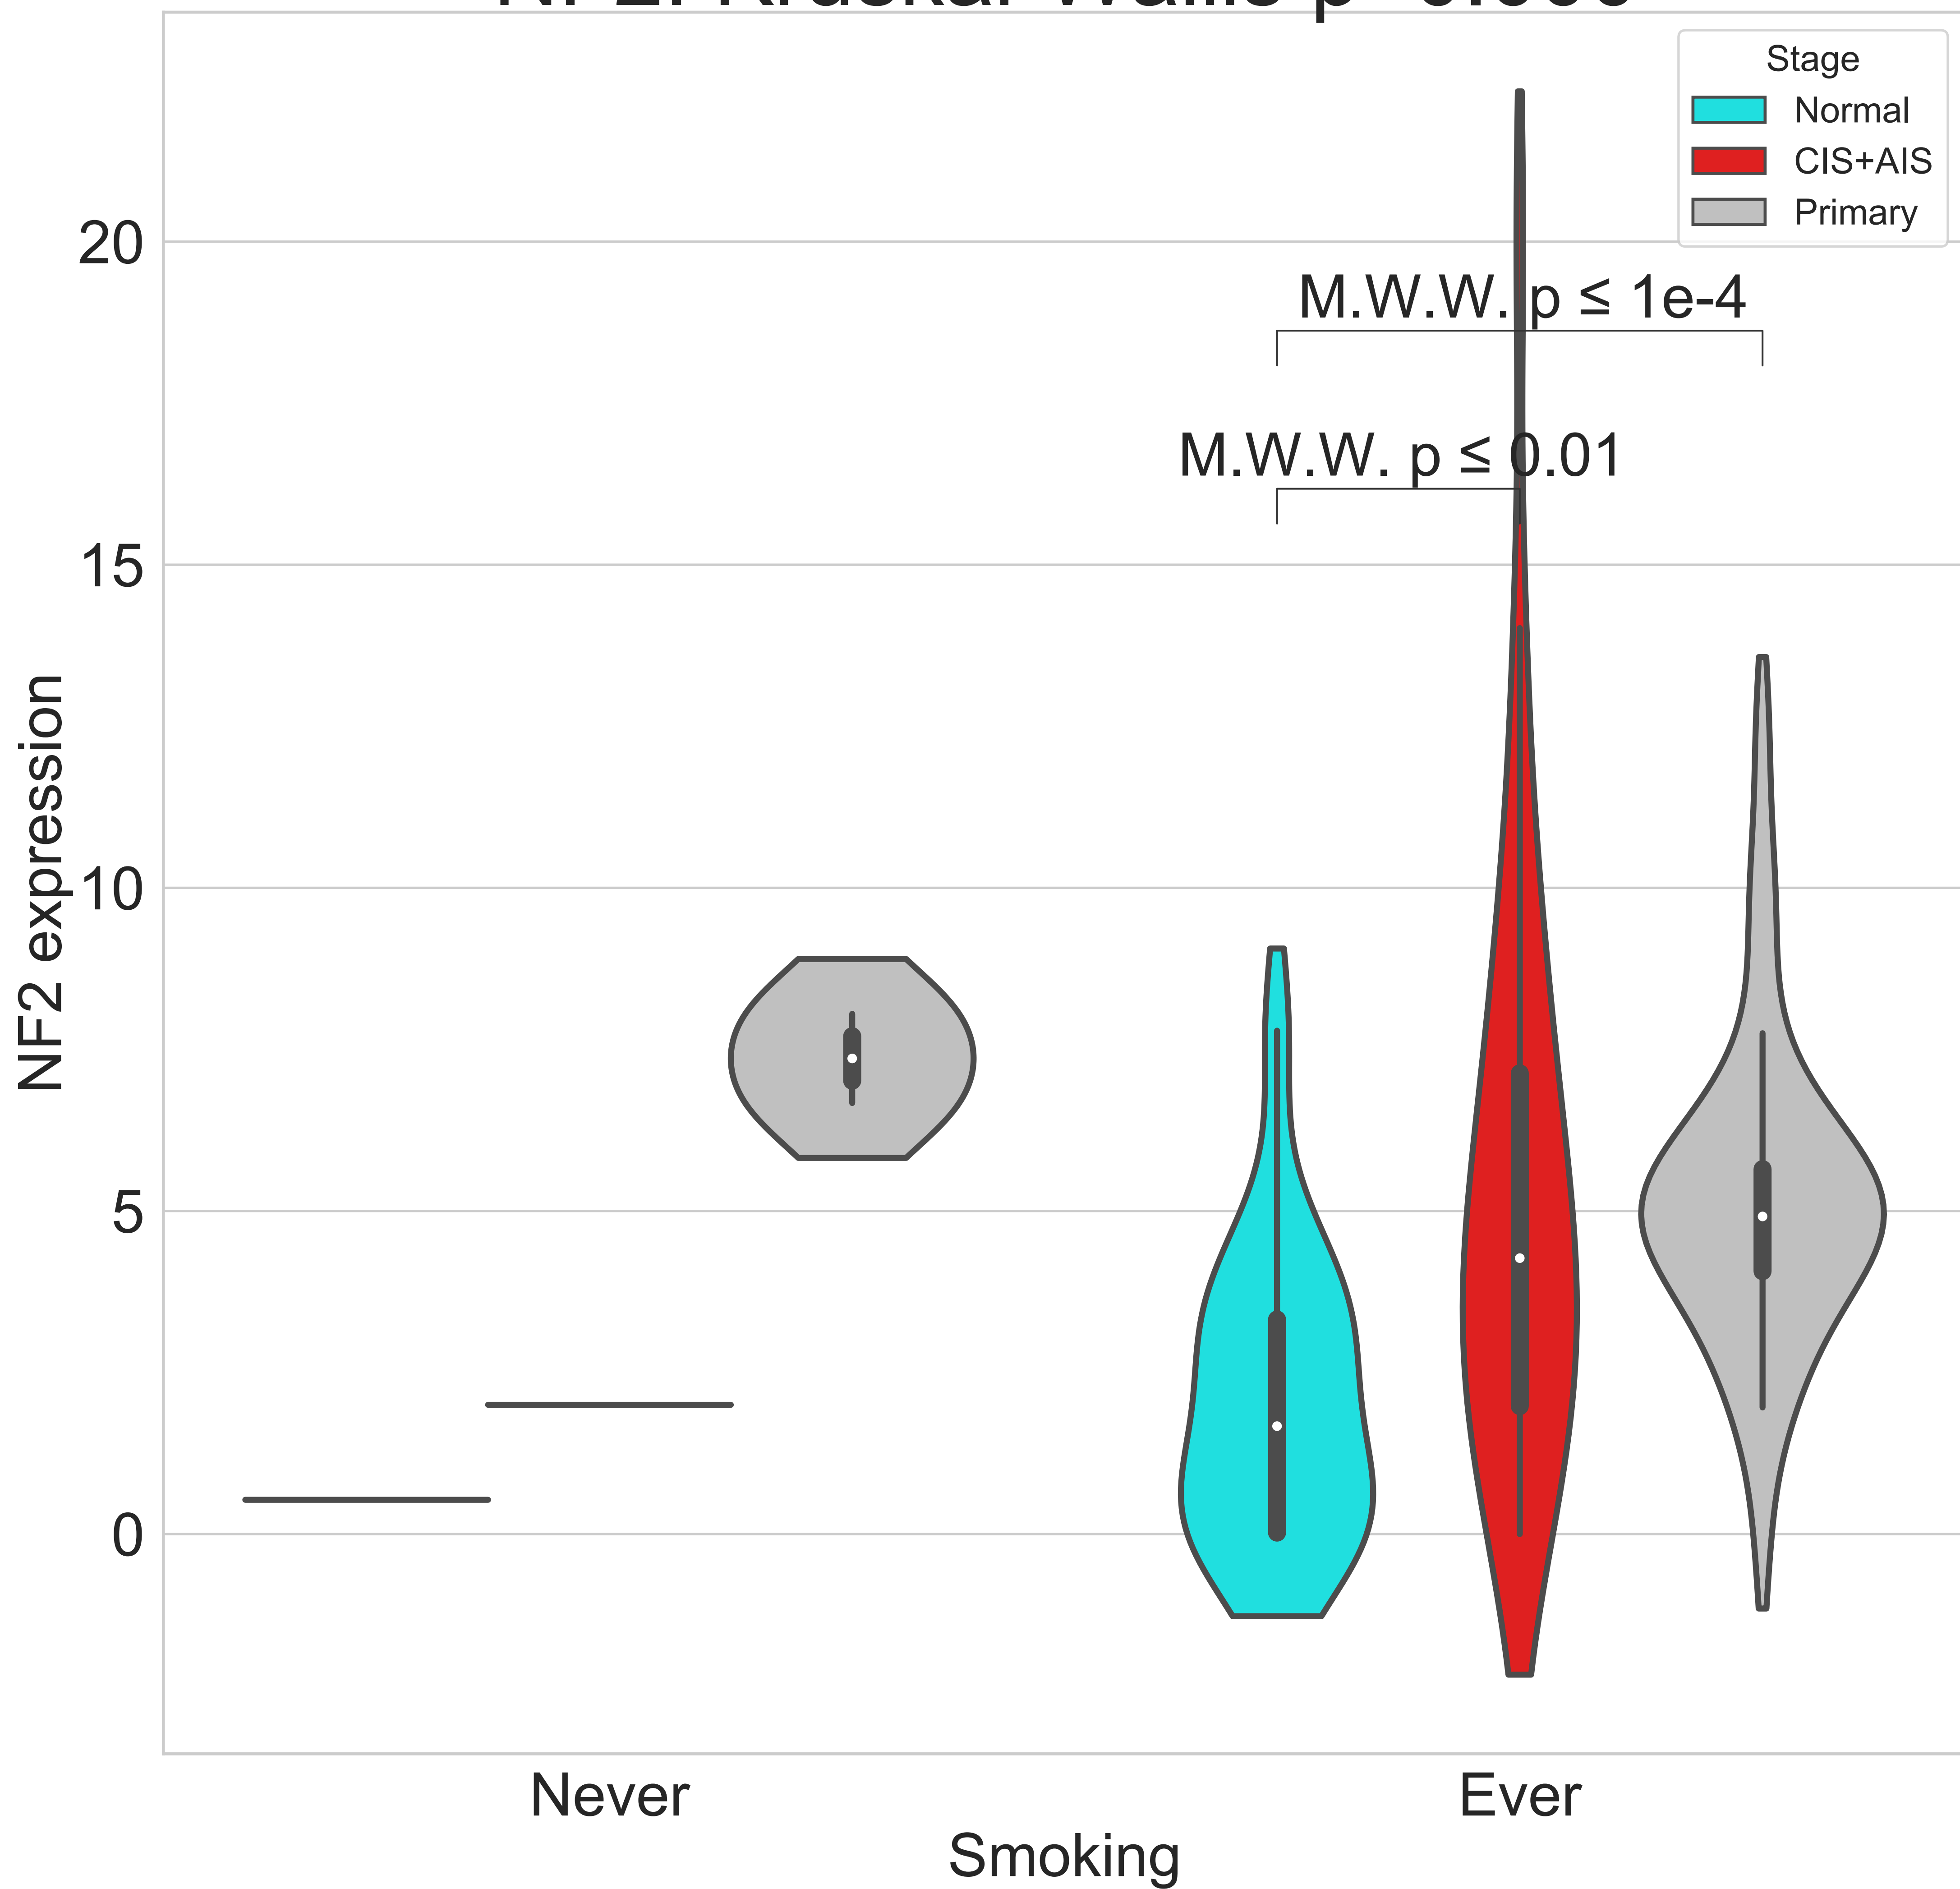 Stage
Normal
CIS+AIS
Primary
20
15
10
5
0
M.W.W. p ≤ 1e-4
M.W.W. p ≤ 0.01
NF2 expression
Never
Ever
Smoking